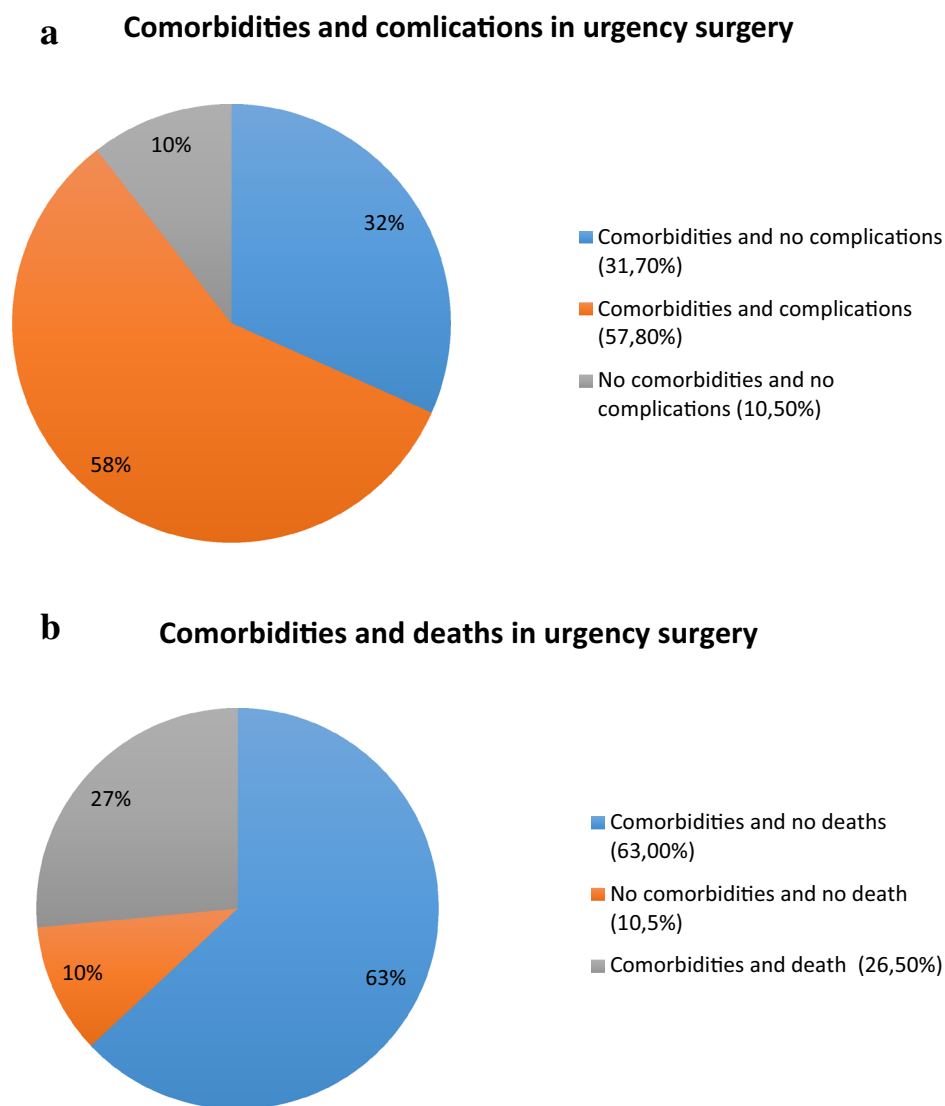 a
Comorbidities and comlications in urgency surgery
10%
32%
58%
Comorbidities and no complications
(31,70%)
Comorbidities and complications
(57,80%)
No comorbidities and no
complications (10,50%)
b
Comorbidities and deaths in urgency surgery
27%
10%
63%
Comorbidities and no deaths
(63,00%)
No comorbidities and no death
(10,5%)
Comorbidities and death (26,50%)